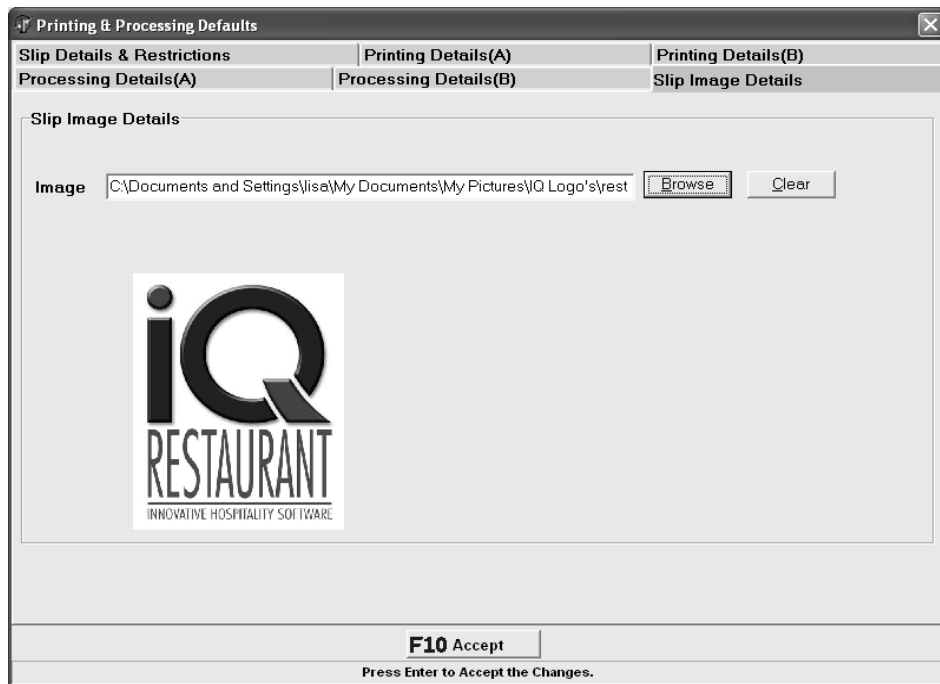 Printing & Processing Defaults
Slip Details & Restrictions Printing Details(A) Printing Details(B)
Processing Details(A) Processing Details(B) Slip Image Details
Slip Image Details
Image C:\Documents and Settings\lisa\My Documents\My Pictures\IQ Logo's\rest Browse Clear
iQ
RESTAURANT
INNOVATIVE HOSPITALITY SOFTWARE
F10 Accept
Press Enter to Accept the Changes.